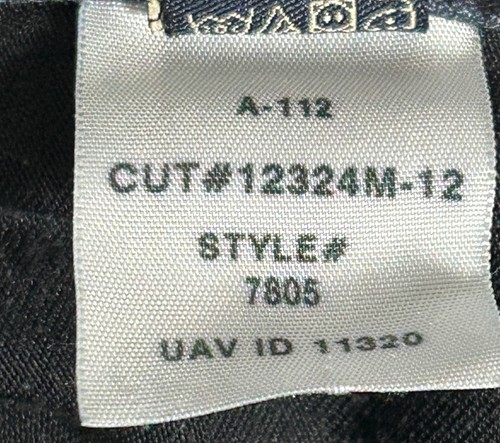 A-112
CUT#12324M-12
STYLE#
7805
UAV ID 11320